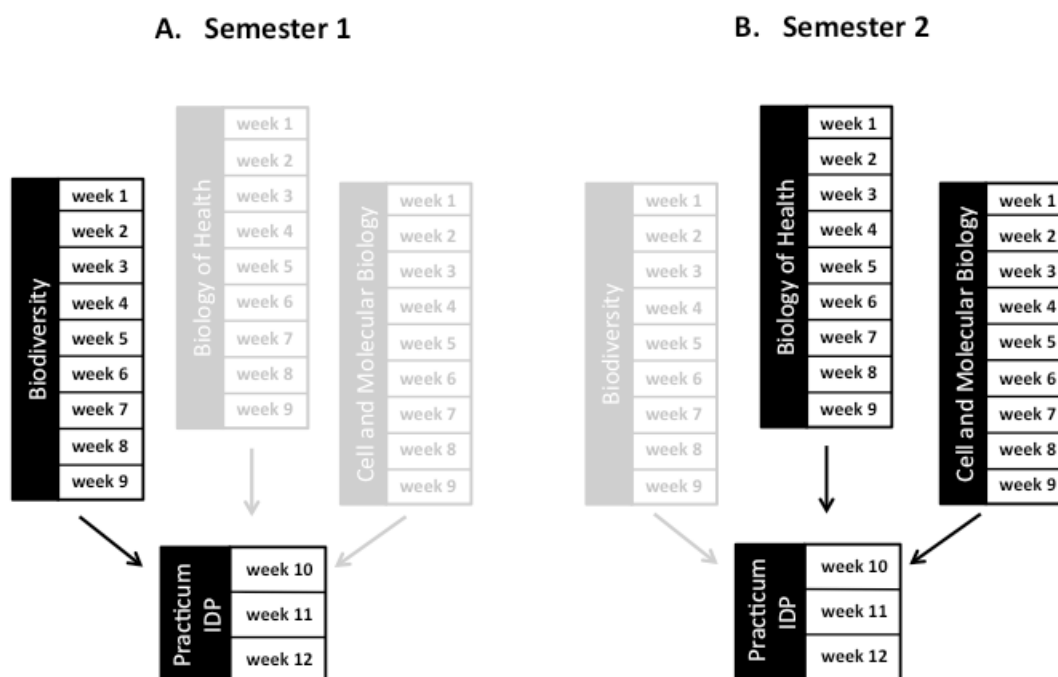 A. Semester 1
Biodiversity
week 1
week 2
week 3
week 4
week 5
week 6
week 7
week 8
week 9
Biology of Health
week 1
week 2
week 3
week 4
week 5
week 6
week 7
week 8
week 9
Cell and Molecular Biology
week 1
week 2
week 3
week 4
week 5
week 6
week 7
week 8
week 9
Practicum
IDP
week 10
week 11
week 12
B. Semester 2
Biodiversity
week 1
week 2
week 3
week 4
week 5
week 6
week 7
week 8
week 9
Biology of Health
week 1
week 2
week 3
week 4
week 5
week 6
week 7
week 8
week 9
Cell and Molecular Biology
week 1
week 2
week 3
week 4
week 5
week 6
week 7
week 8
week 9
Practicum
IDP
week 10
week 11
week 12